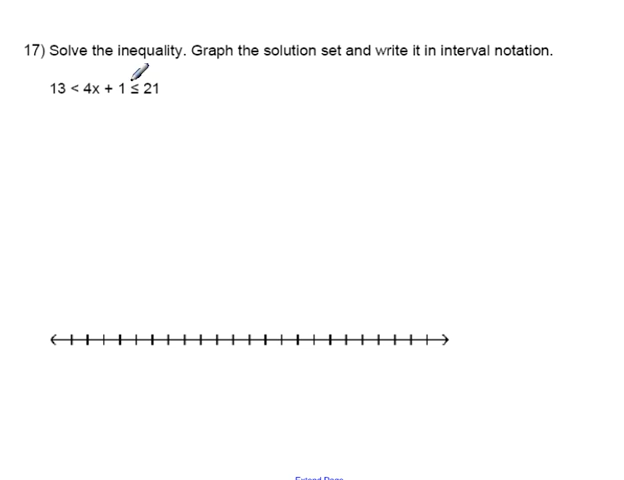 17) Solve the inequality. Graph the solution set and write it in interval notation.
13 < 4x + 1 ≤ 21